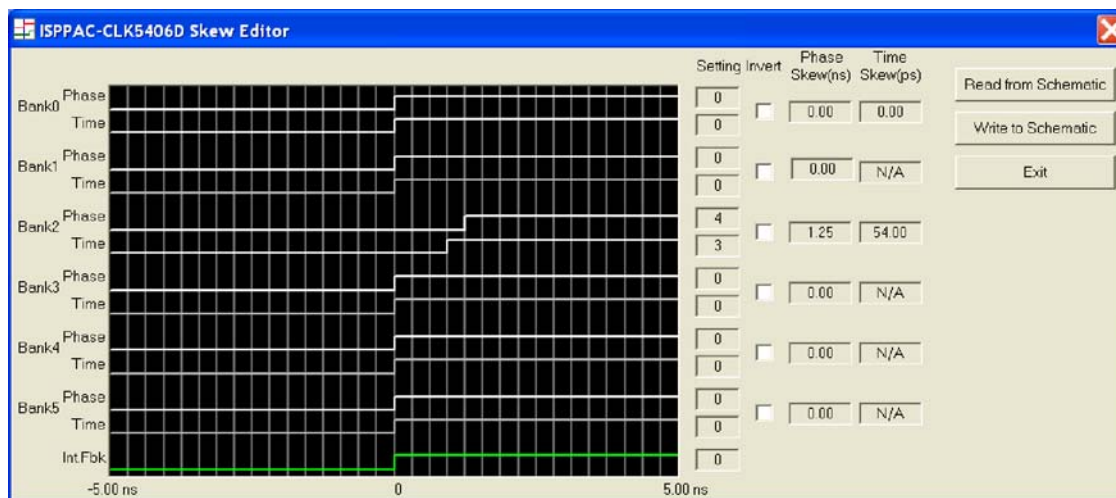 ISPPAC-CLK5406D Skew Editor
Setting Invert Phase Skew(ns) Time Skew(ps)
Bank0 Phase 0 0.00 0.00
Time 0
Bank1 Phase 0 0.00 N/A
Time 0
Bank2 Phase 4 1.25 54.00
Time 3
Bank3 Phase 0 0.00 N/A
Time 0
Bank4 Phase 0 0.00 N/A
Time 0
Bank5 Phase 0 0.00 N/A
Time 0
Int.Fbk 0
-5.00 ns 0 5.00 ns
Read from Schematic
Write to Schematic
Exit